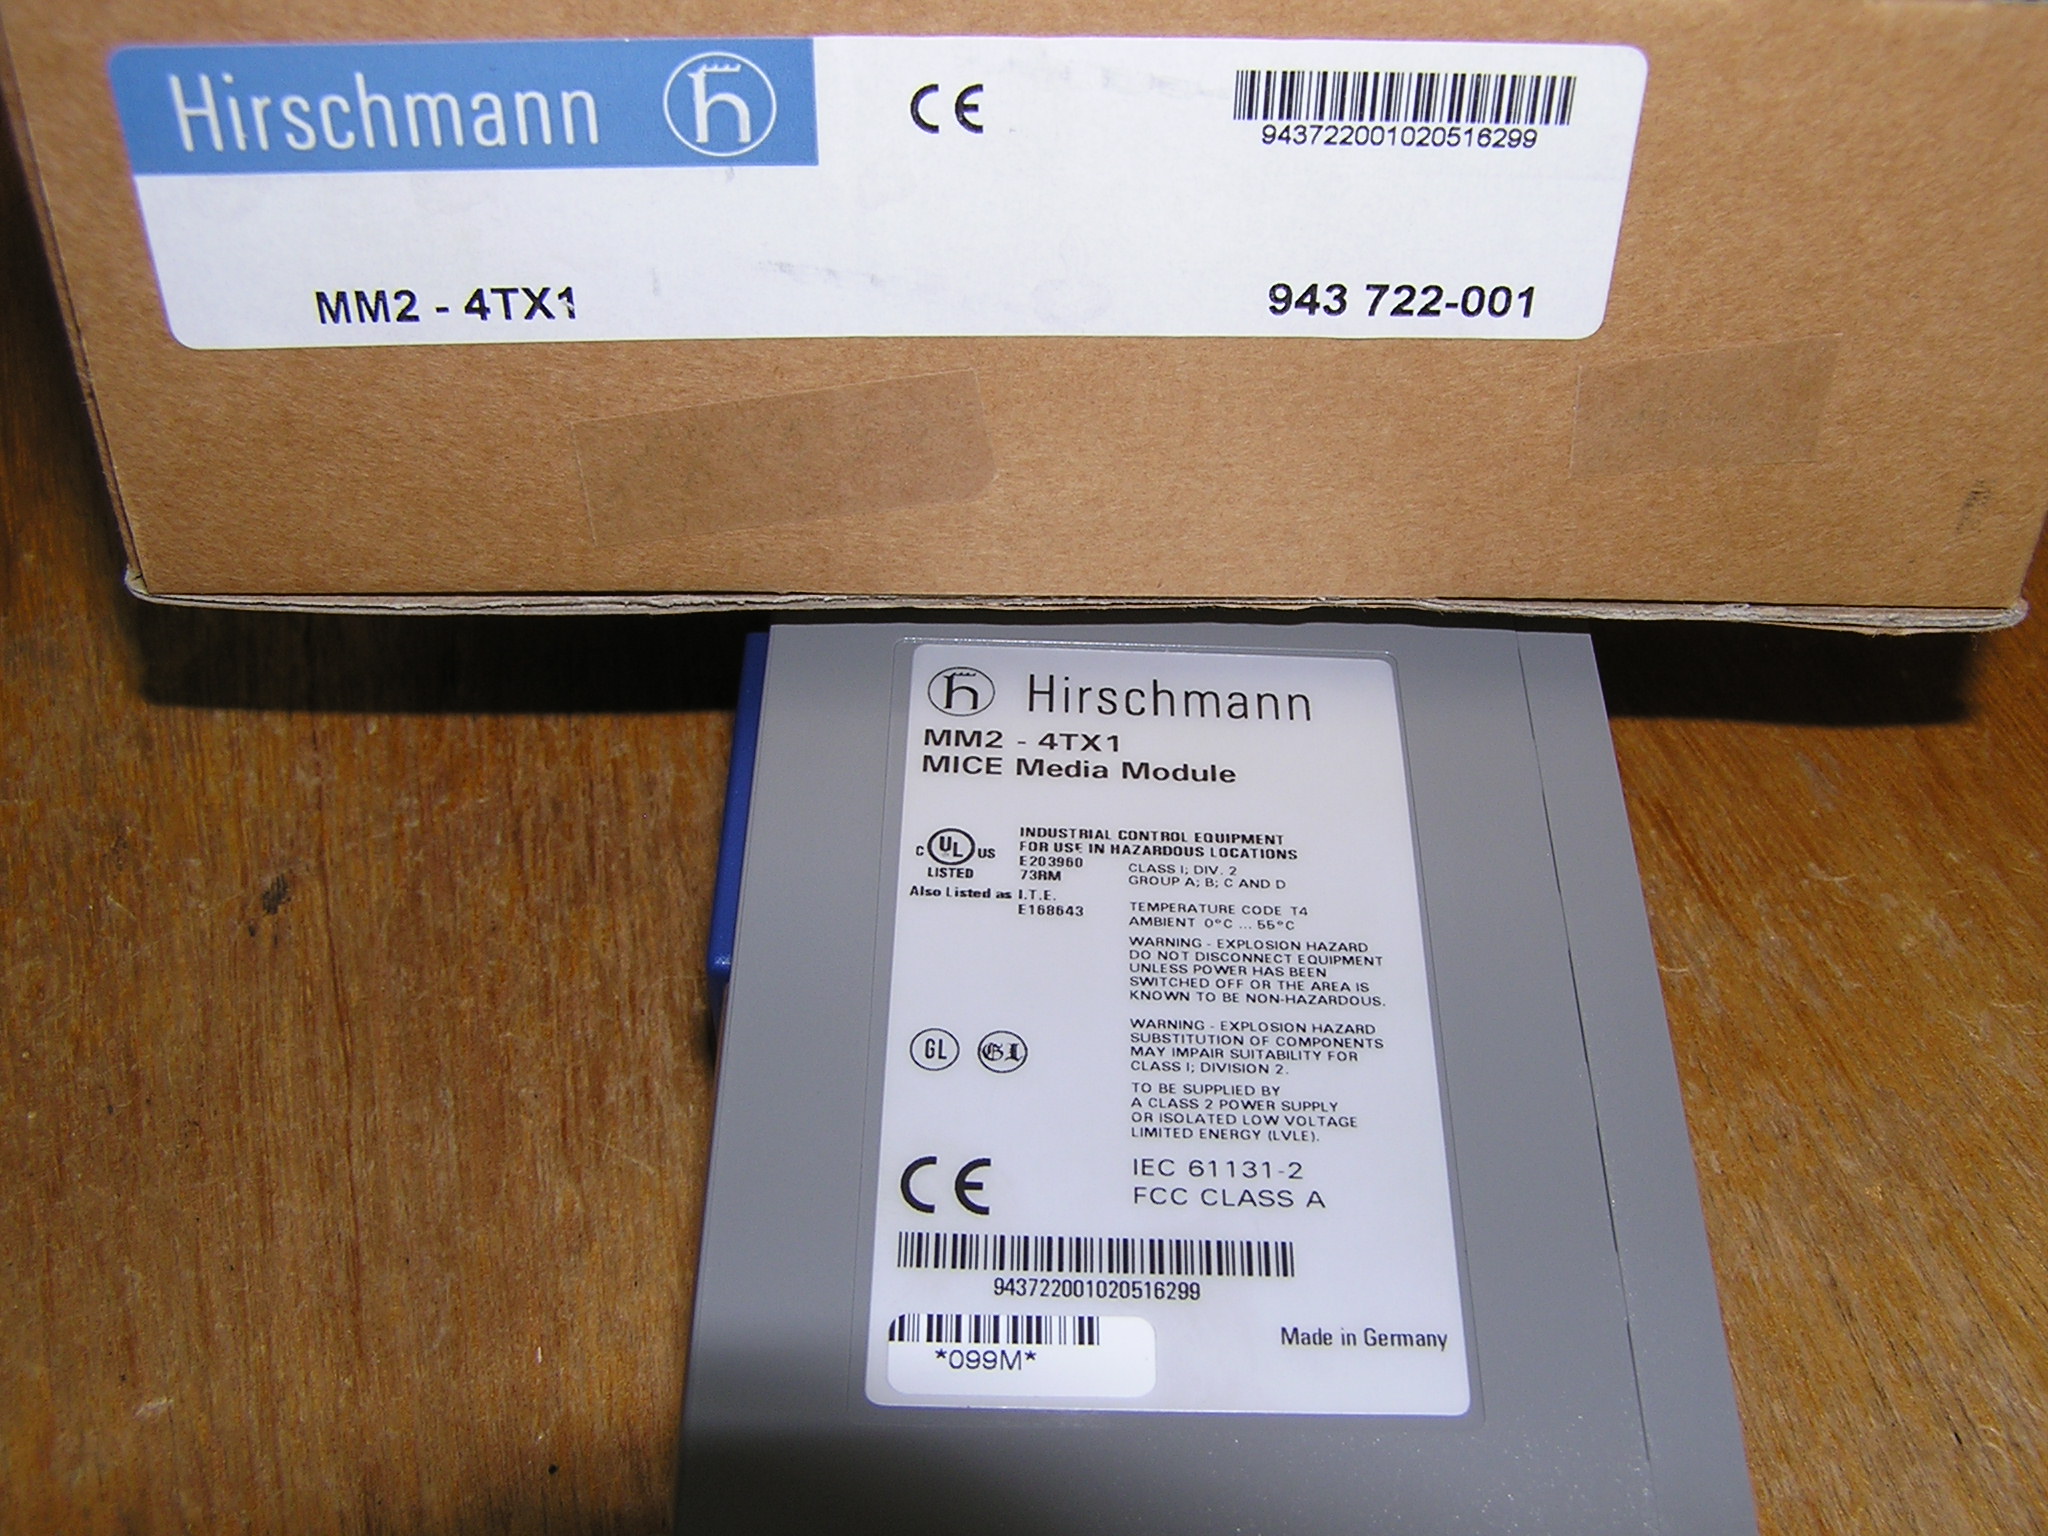 Hirschmann
CE
943722001020516299
MM2 - 4TX1
943 722-001
Hirschmann
MM2 - 4TX1
MICE Media Module
C UL US
LISTED
INDUSTRIAL CONTROL EQUIPMENT
FOR USE IN HAZARDOUS LOCATIONS
E203960
73RM
CLASS I; DIV. 2
GROUP A; B; C AND D
Also Listed as I.T.E.
E168643
TEMPERATURE CODE T4
AMBIENT 0°C ... 55°C
WARNING - EXPLOSION HAZARD
DO NOT DISCONNECT EQUIPMENT
UNLESS POWER HAS BEEN
SWITCHED OFF OR THE AREA IS
KNOWN TO BE NON-HAZARDOUS.
GL GL
WARNING - EXPLOSION HAZARD
SUBSTITUTION OF COMPONENTS
MAY IMPAIR SUITABILITY FOR
CLASS I; DIVISION 2.
TO BE SUPPLIED BY
A CLASS 2 POWER SUPPLY
OR ISOLATED LOW VOLTAGE
LIMITED ENERGY (LVLE).
CE
IEC 61131-2
FCC CLASS A
943722001020516299
*099M*
Made in Germany